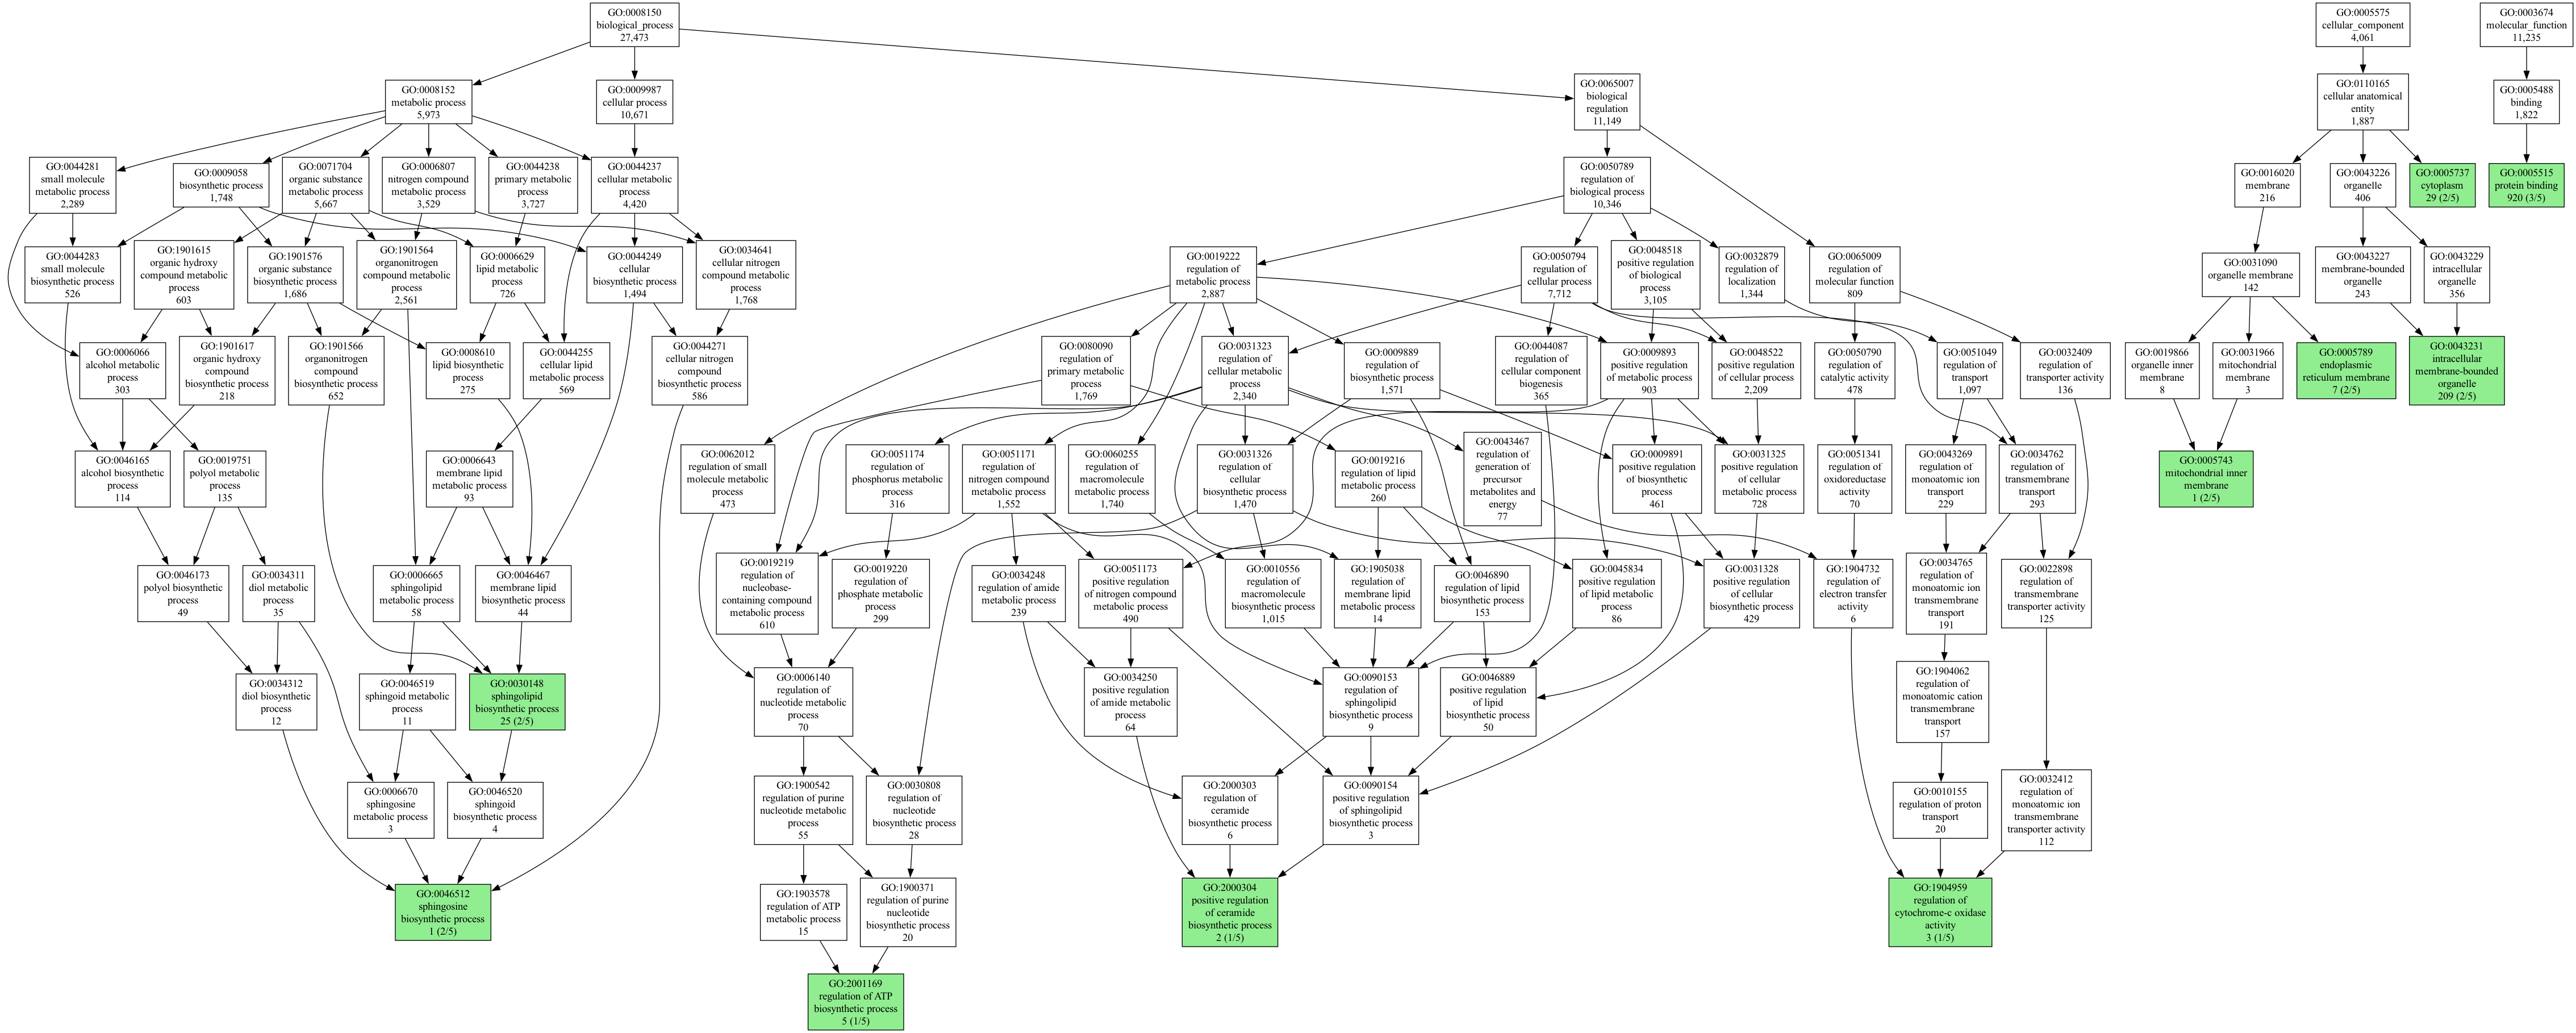 GO:0008150
biological_process
27,473
GO:0005575
cellular_component
4,061
GO:0003674
molecular_function
11,235
GO:0008152
metabolic process
5,973
GO:0009987
cellular process
10,671
GO:0065007
biological
regulation
11,149
GO:0110165
cellular anatomical
entity
1,887
GO:0005488
binding
1,822
GO:0044281
small molecule
metabolic process
2,289
GO:0009058
biosynthetic process
1,748
GO:0071704
organic substance
metabolic process
5,667
GO:0006807
nitrogen compound
metabolic process
3,529
GO:0044238
primary metabolic
process
3,727
GO:0044237
cellular metabolic
process
4,420
GO:0050789
regulation of
biological process
10,346
GO:0016020
membrane
216
GO:0043226
organelle
406
GO:0005737
cytoplasm
29 (2/5)
GO:0005515
protein binding
920 (3/5)
GO:0044283
small molecule
biosynthetic process
526
GO:1901615
organic hydroxy
compound metabolic
process
603
GO:1901576
organic substance
biosynthetic process
1,686
GO:1901564
organonitrogen
compound metabolic
process
2,561
GO:0006629
lipid metabolic
process
726
GO:0044249
cellular
biosynthetic process
1,494
GO:0034641
cellular nitrogen
compound metabolic
process
1,768
GO:0019222
regulation of
metabolic process
2,887
GO:0050794
regulation of
cellular process
7,712
GO:0048518
positive regulation
of biological
process
3,105
GO:0032879
regulation of
localization
1,344
GO:0065009
regulation of
molecular function
809
GO:0031090
organelle membrane
142
GO:0043227
membrane-bounded
organelle
243
GO:0043229
intracellular
organelle
356
GO:0006066
alcohol metabolic
process
303
GO:1901617
organic hydroxy
compound
biosynthetic process
218
GO:1901566
organonitrogen
compound
biosynthetic process
652
GO:0008610
lipid biosynthetic
process
275
GO:0044255
cellular lipid
metabolic process
569
GO:0044271
cellular nitrogen
compound
biosynthetic process
586
GO:0080090
regulation of
primary metabolic
process
1,769
GO:0031323
regulation of
cellular metabolic
process
2,340
GO:0009889
regulation of
biosynthetic process
1,571
GO:0044087
regulation of
cellular component
biogenesis
365
GO:0009893
positive regulation
of metabolic process
903
GO:0048522
positive regulation
of cellular process
2,209
GO:0050790
regulation of
catalytic activity
478
GO:0051049
regulation of
transport
1,097
GO:0032409
regulation of
transporter activity
136
GO:0019866
organelle inner
membrane
8
GO:0031966
mitochondrial
membrane
3
GO:0005789
endoplasmic
reticulum membrane
7 (2/5)
GO:0043231
intracellular
membrane-bounded
organelle
209 (2/5)
GO:0046165
alcohol biosynthetic
process
114
GO:0019751
polyol metabolic
process
135
GO:0006643
membrane lipid
metabolic process
93
GO:0062012
regulation of small
molecule metabolic
process
473
GO:0051174
regulation of
phosphorus metabolic
process
316
GO:0051171
regulation of
nitrogen compound
metabolic process
1,552
GO:0060255
regulation of
macromolecule
metabolic process
1,740
GO:0031326
regulation of
cellular
biosynthetic process
1,470
GO:0019216
regulation of lipid
metabolic process
260
GO:0043467
regulation of
generation of
precursor
metabolites and
energy
77
GO:0009891
positive regulation
of biosynthetic
process
461
GO:0031325
positive regulation
of cellular
metabolic process
728
GO:0051341
regulation of
oxidoreductase
activity
70
GO:0043269
regulation of
monoatomic ion
transport
229
GO:0034762
regulation of
transmembrane
transport
293
GO:0005743
mitochondrial inner
membrane
1 (2/5)
GO:0046173
polyol biosynthetic
process
49
GO:0034311
diol metabolic
process
35
GO:0006665
sphingolipid
metabolic process
58
GO:0046467
membrane lipid
biosynthetic process
44
GO:0019219
regulation of
nucleobase-
containing compound
metabolic process
610
GO:0019220
regulation of
phosphate metabolic
process
299
GO:0034248
regulation of amide
metabolic process
239
GO:0051173
positive regulation
of nitrogen compound
metabolic process
490
GO:0010556
regulation of
macromolecule
biosynthetic process
1,015
GO:1905038
regulation of
membrane lipid
metabolic process
14
GO:0046890
regulation of lipid
biosynthetic process
153
GO:0045834
positive regulation
of lipid metabolic
process
86
GO:0031328
positive regulation
of cellular
biosynthetic process
429
GO:1904732
regulation of
electron transfer
activity
6
GO:0034765
regulation of
monoatomic ion
transmembrane
transport
191
GO:0022898
regulation of
transmembrane
transporter activity
125
GO:0034312
diol biosynthetic
process
12
GO:0046519
sphingoid metabolic
process
11
GO:0030148
sphingolipid
biosynthetic process
25 (2/5)
GO:0006140
regulation of
nucleotide metabolic
process
70
GO:0034250
positive regulation
of amide metabolic
process
64
GO:0090153
regulation of
sphingolipid
biosynthetic process
9
GO:0046889
positive regulation
of lipid
biosynthetic process
50
GO:1904062
regulation of
monoatomic cation
transmembrane
transport
157
GO:0006670
sphingosine
metabolic process
3
GO:0046520
sphingoid
biosynthetic process
4
GO:1900542
regulation of purine
nucleotide metabolic
process
55
GO:0030808
regulation of
nucleotide
biosynthetic process
28
GO:2000303
regulation of
ceramide
biosynthetic process
6
GO:0090154
positive regulation
of sphingolipid
biosynthetic process
3
GO:0010155
regulation of proton
transport
20
GO:0032412
regulation of
monoatomic ion
transmembrane
transporter activity
112
GO:0046512
sphingosine
biosynthetic process
1 (2/5)
GO:1903578
regulation of ATP
metabolic process
15
GO:1900371
regulation of purine
nucleotide
biosynthetic process
20
GO:2000304
positive regulation
of ceramide
biosynthetic process
2 (1/5)
GO:1904959
regulation of
cytochrome-c oxidase
activity
3 (1/5)
GO:2001169
regulation of ATP
biosynthetic process
5 (1/5)